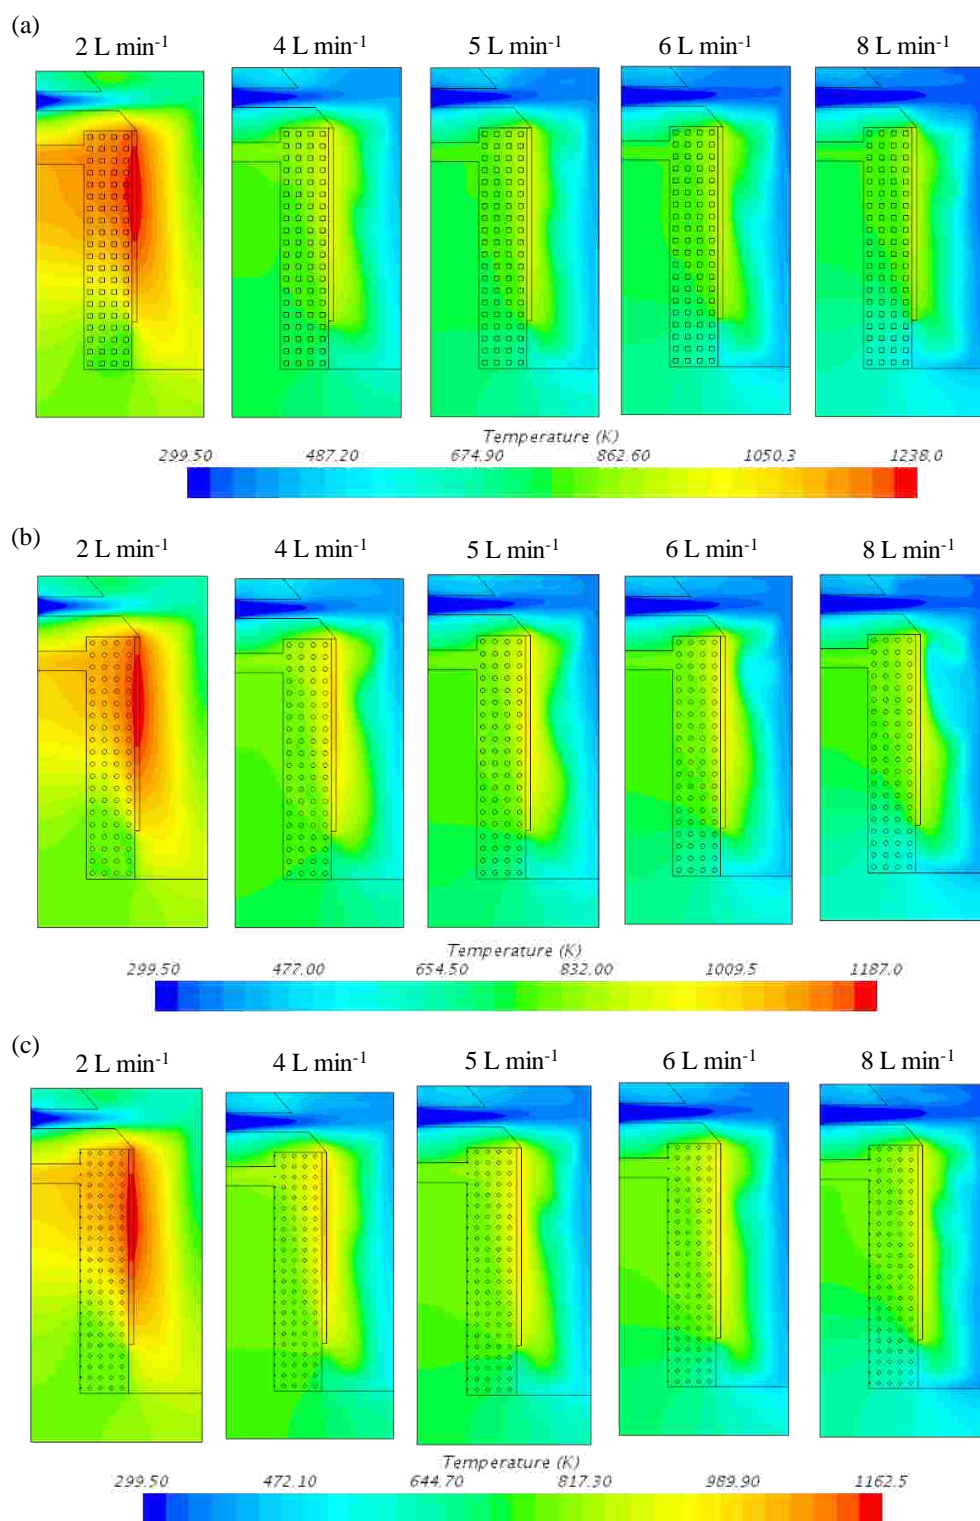 (a)
2 L min⁻¹ 4 L min⁻¹ 5 L min⁻¹ 6 L min⁻¹ 8 L min⁻¹
Temperature (K)
299.50 487.20 674.90 862.60 1050.3 1238.0
(b)
2 L min⁻¹ 4 L min⁻¹ 5 L min⁻¹ 6 L min⁻¹ 8 L min⁻¹
Temperature (K)
299.50 477.00 654.50 832.00 1009.5 1187.0
(c)
2 L min⁻¹ 4 L min⁻¹ 5 L min⁻¹ 6 L min⁻¹ 8 L min⁻¹
Temperature (K)
299.50 472.10 644.70 817.30 989.90 1162.5